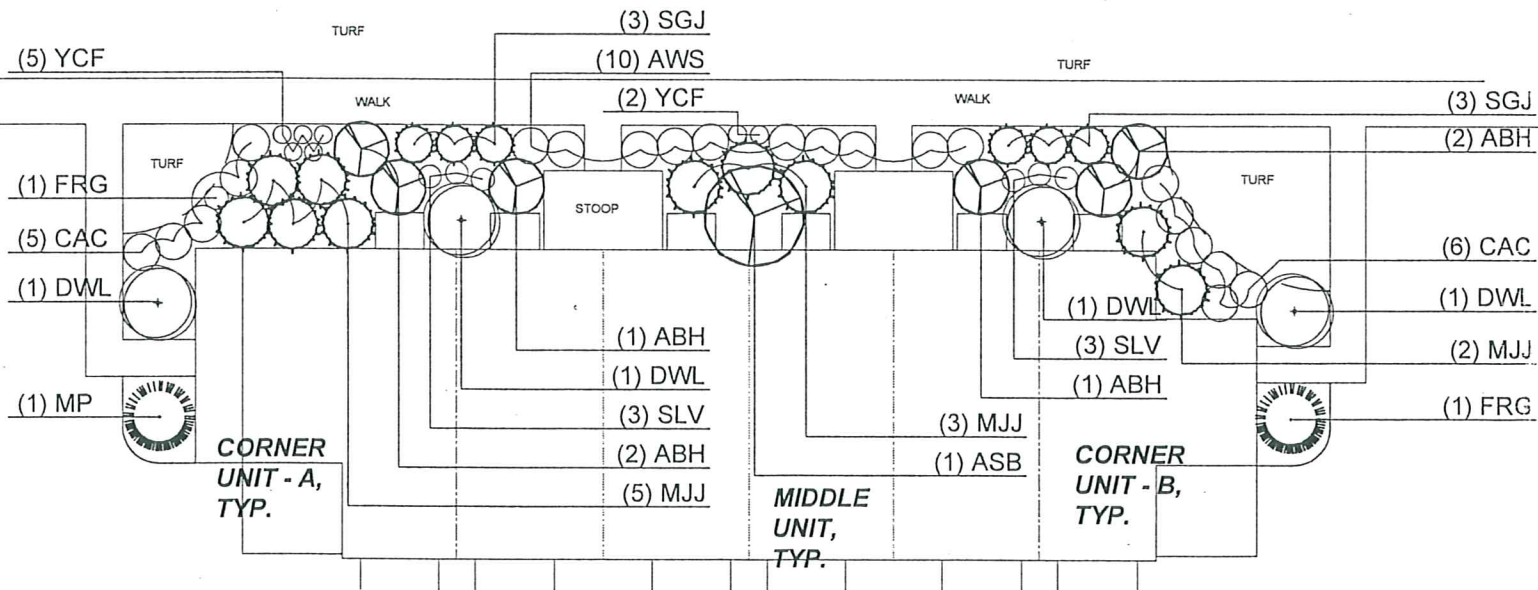 TURF
(3) SGJ
(5) YCF
(10) AWS
TURF
WALK
(2) YCF
WALK
(3) SGJ
(2) ABH
TURF
(1) FRG
TURF
STOOP
(5) CAC
(6) CAC
(1) DWL
(1) DWL
(1) DWL
(1) ABH
(3) SLV
(2) MJJ
(1) DWL
(1) ABH
(1) MP
(3) SLV
(3) MJJ
(1) FRG
CORNER
UNIT - A,
TYP.
(2) ABH
(1) ASB
CORNER
UNIT - B,
TYP.
(5) MJJ
MIDDLE
UNIT,
TYP.